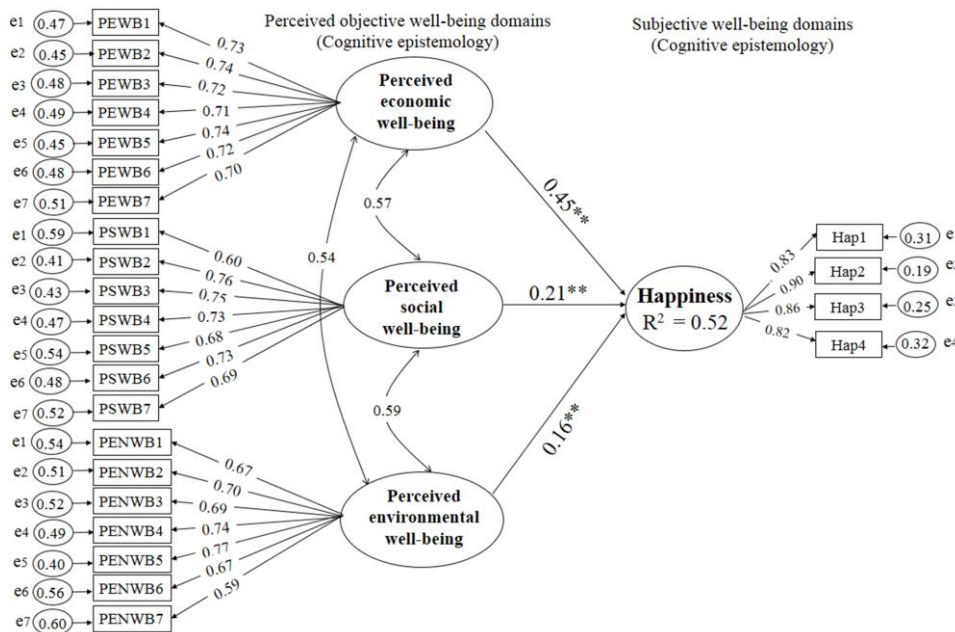 Perceived objective well-being domains
(Cognitive epistemology)
Subjective well-being domains
(Cognitive epistemology)
e1 0.47 PEWB1 0.73
e2 0.45 PEWB2 0.74
e3 0.48 PEWB3 0.72
e4 0.49 PEWB4 0.71
e5 0.45 PEWB5 0.74
e6 0.48 PEWB6 0.72
e7 0.51 PEWB7 0.70
Perceived
economic
well-being
e1 0.59 PSWB1 0.60
e2 0.41 PSWB2 0.76
e3 0.43 PSWB3 0.75
e4 0.47 PSWB4 0.73
e5 0.54 PSWB5 0.68
e6 0.48 PSWB6 0.73
e7 0.52 PSWB7 0.69
Perceived
social
well-being
e1 0.54 PENWB1 0.67
e2 0.51 PENWB2 0.70
e3 0.52 PENWB3 0.69
e4 0.49 PENWB4 0.74
e5 0.40 PENWB5 0.77
e6 0.56 PENWB6 0.67
e7 0.60 PENWB7 0.59
Perceived
environmental
well-being
0.57
0.54
0.59
0.45**
0.21**
0.16**
Happiness
R² = 0.52
0.83 Hap1 0.31
0.90 Hap2 0.19
0.86 Hap3 0.25
0.82 Hap4 0.32 e4